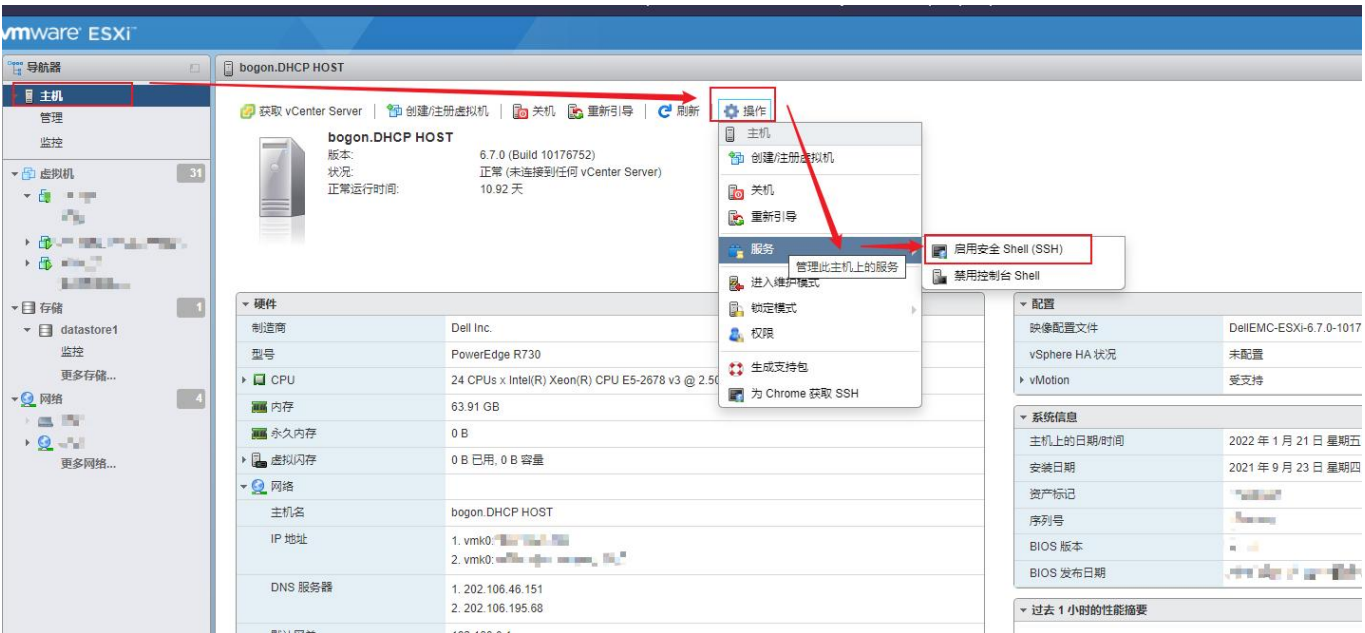 vmware ESXi™
导航器
主机
管理
监控
虚拟机 31
存储 1
datastore1
监控
更多存储...
网络 4
更多网络...
bogon.DHCP HOST
获取 vCenter Server 创建/注册虚拟机 关机 重新引导 刷新 操作
bogon.DHCP HOST
版本: 6.7.0 (Build 10176752)
状况: 正常 (未连接到任何 vCenter Server)
正常运行时间: 10.92 天
主机
创建/注册虚拟机
关机
重新引导
服务
管理此主机上的服务
进入维护模式
锁定模式
权限
生成支持包
为 Chrome 获取 SSH
启用安全 Shell (SSH)
禁用控制台 Shell
硬件
制造商 Dell Inc.
型号 PowerEdge R730
CPU 24 CPUs x Intel(R) Xeon(R) CPU E5-2678 v3 @ 2.50
内存 63.91 GB
永久内存 0 B
虚拟闪存 0 B 已用, 0 B 容量
网络
主机名 bogon.DHCP HOST
IP 地址 1. vmk0:
2. vmk0:
DNS 服务器 1. 202.106.46.151
2. 202.106.195.68
配置
映像配置文件 DellEMC-ESXi-6.7.0-1017
vSphere HA 状况 未配置
vMotion 受支持
系统信息
主机上的日期/时间 2022 年 1 月 21 日 星期五
安装日期 2021 年 9 月 23 日 星期四
资产标记
序列号
BIOS 版本
BIOS 发布日期
过去 1 小时的性能摘要